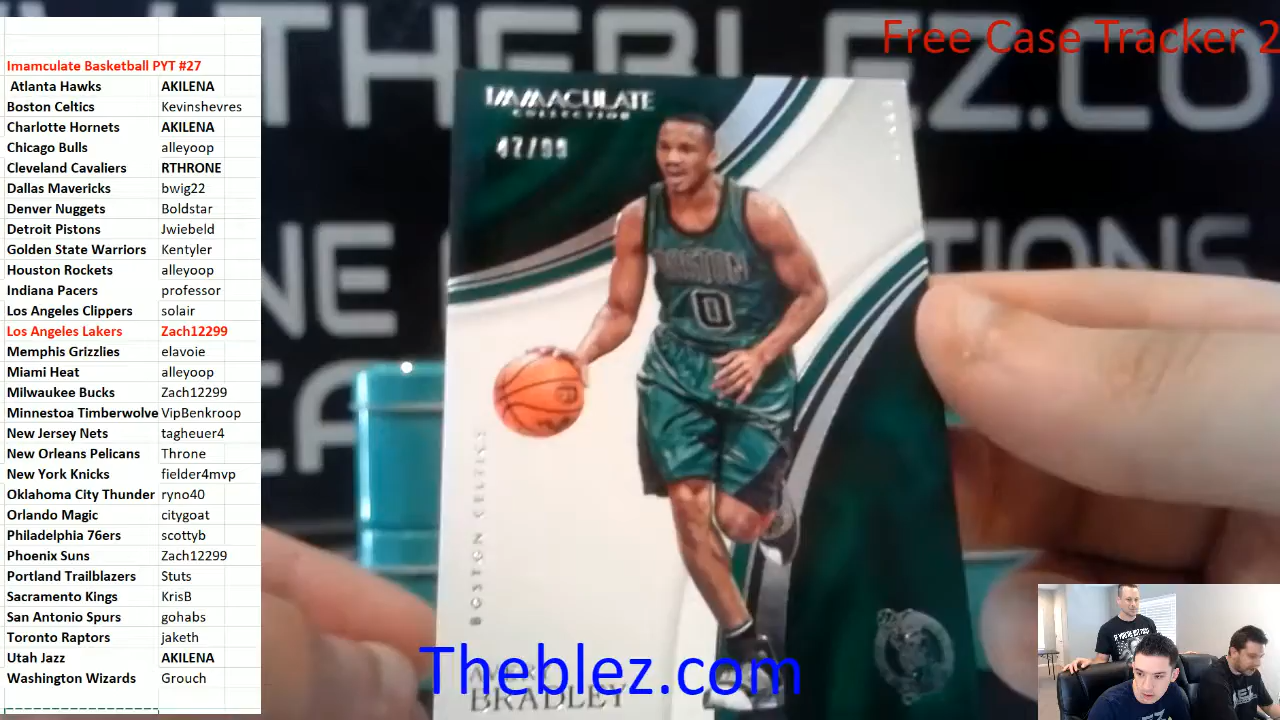 Imamculate Basketball PYT #27
Atlanta Hawks AKILENA
Boston Celtics Kevinshevres
Charlotte Hornets AKILENA
Chicago Bulls alleyoop
Cleveland Cavaliers RTHRONE
Dallas Mavericks bwig22
Denver Nuggets Boldstar
Detroit Pistons Jwiebeld
Golden State Warriors Kentyler
Houston Rockets alleyoop
Indiana Pacers professor
Los Angeles Clippers solair
Los Angeles Lakers Zach12299
Memphis Grizzlies elavoie
Miami Heat alleyoop
Milwaukee Bucks Zach12299
Minnestoa Timberwolve VipBenkroop
New Jersey Nets tagheuer4
New Orleans Pelicans Throne
New York Knicks fielder4mvp
Oklahoma City Thunder ryno40
Orlando Magic citygoat
Philadelphia 76ers scottyb
Phoenix Suns Zach12299
Portland Trailblazers Stuts
Sacramento Kings KrisB
San Antonio Spurs gohabs
Toronto Raptors jaketh
Utah Jazz AKILENA
Washington Wizards Grouch
Free Case Tracker 2
THEBLEZ.CO
IMMACULATE
COLLECTION
47/99
BOSTON
0
BOSTON CELTICS
BRADLEY
Theblez.com